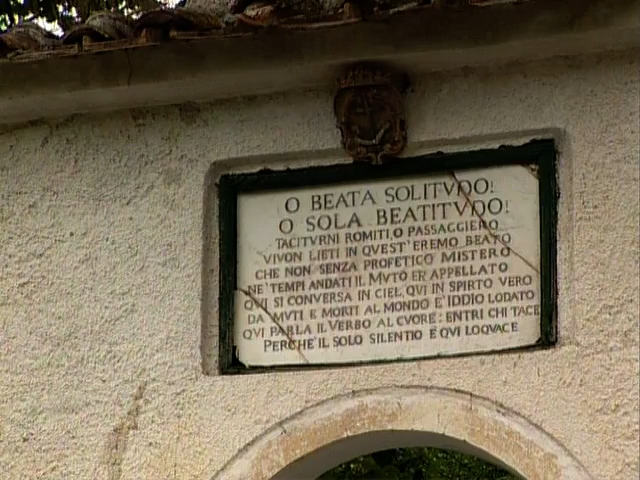 O BEATA SOLITVDO!
O SOLA BEATITVDO!
TACITVRNI ROMITI, O PASSAGGIERO
VIVON LIETI IN QVEST' EREMO BEATO
CHE NON SENZA PROFETICO MISTERO
NE' TEMPI ANDATI IL MVTO ER APPELLATO
QVI SI CONVERSA IN CIEL, QVI IN SPIRTO VERO
DA MVTI E MORTI AL MONDO E' IDDIO LODATO
QVI PARLA IL VERBO AL CVORE: ENTRI CHI TACE
PERCHE' IL SOLO SILENTIO E' QVI LOQVACE